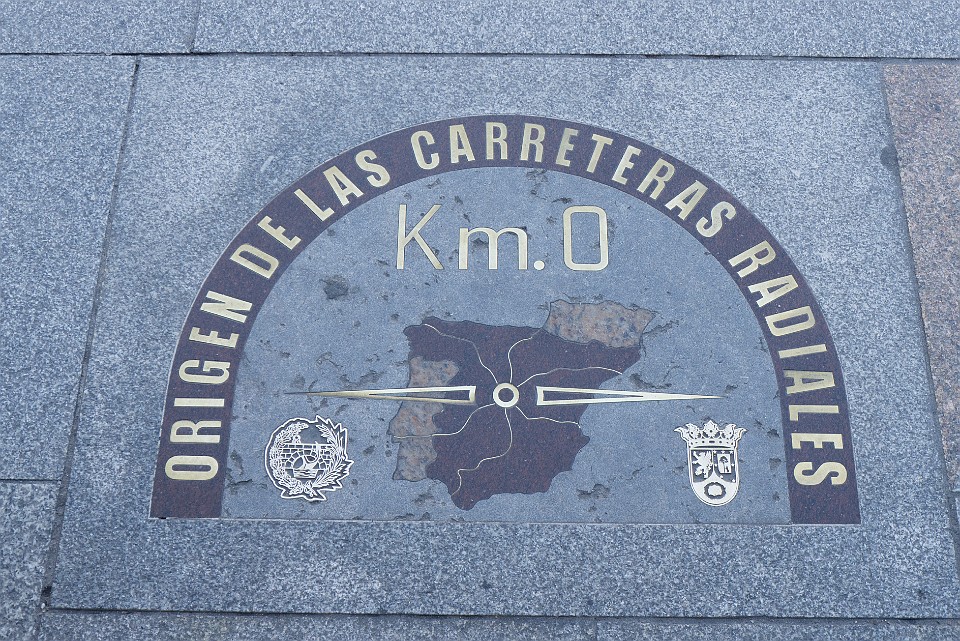 ORIGEN DE LAS CARRETERAS RADIALES
Km.0